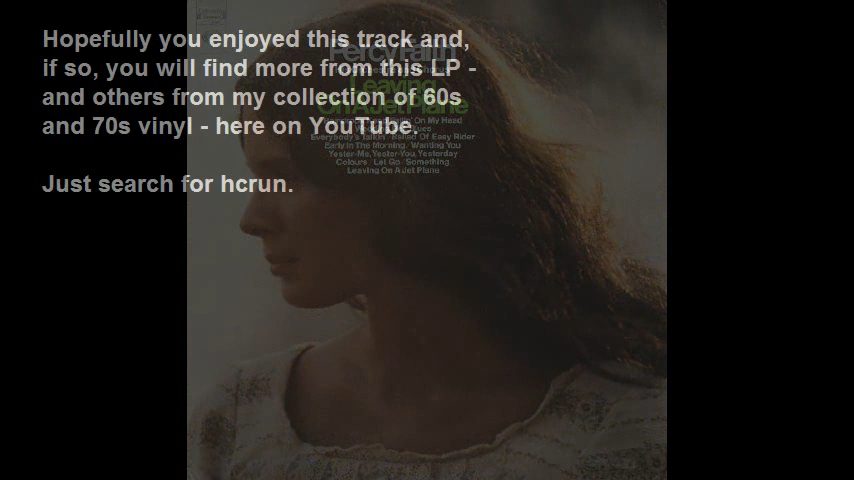 Hopefully you enjoyed this track and,
if so, you will find more from this LP -
and others from my collection of 60s
and 70s vinyl - here on YouTube.
Just search for hcrun.
Percy Faith
Leaving
On A Jet Plane
On My Head
Everybody's Talkin' Ballad Of Easy Rider
Early In The Morning Wanting You
Yester-Me, Yester-You, Yesterday
Colours Let Go Something
Leaving On A Jet Plane